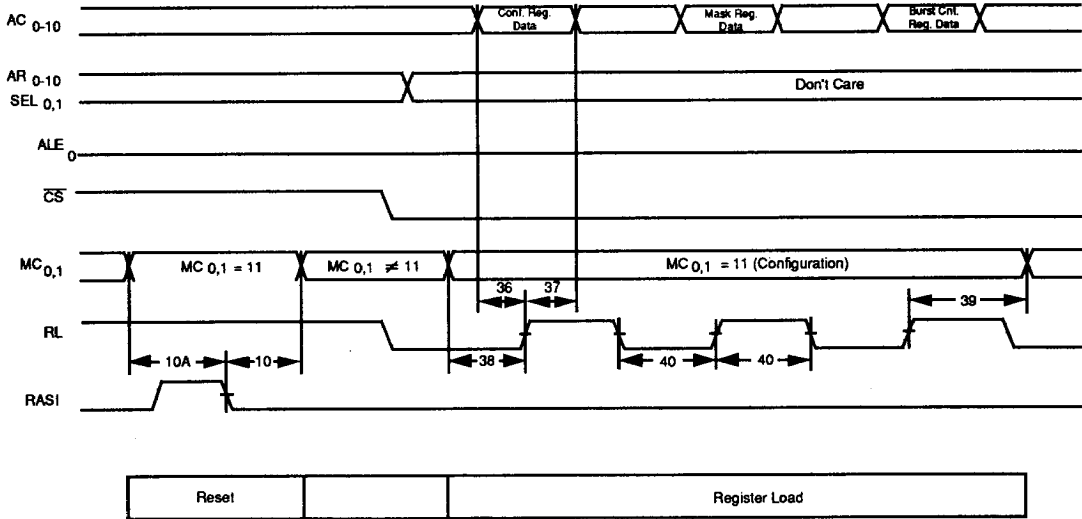 AC 0-10
Conf. Reg. Data
Mask Reg. Data
Burst Cnt. Reg. Data
AR 0-10
SEL 0,1
Don't Care
ALE 0
CS
MC 0,1
MC 0,1 = 11
MC 0,1 ≠ 11
MC 0,1 = 11 (Configuration)
36
37
39
RL
10A
10
38
40
40
RASI
Reset
Register Load